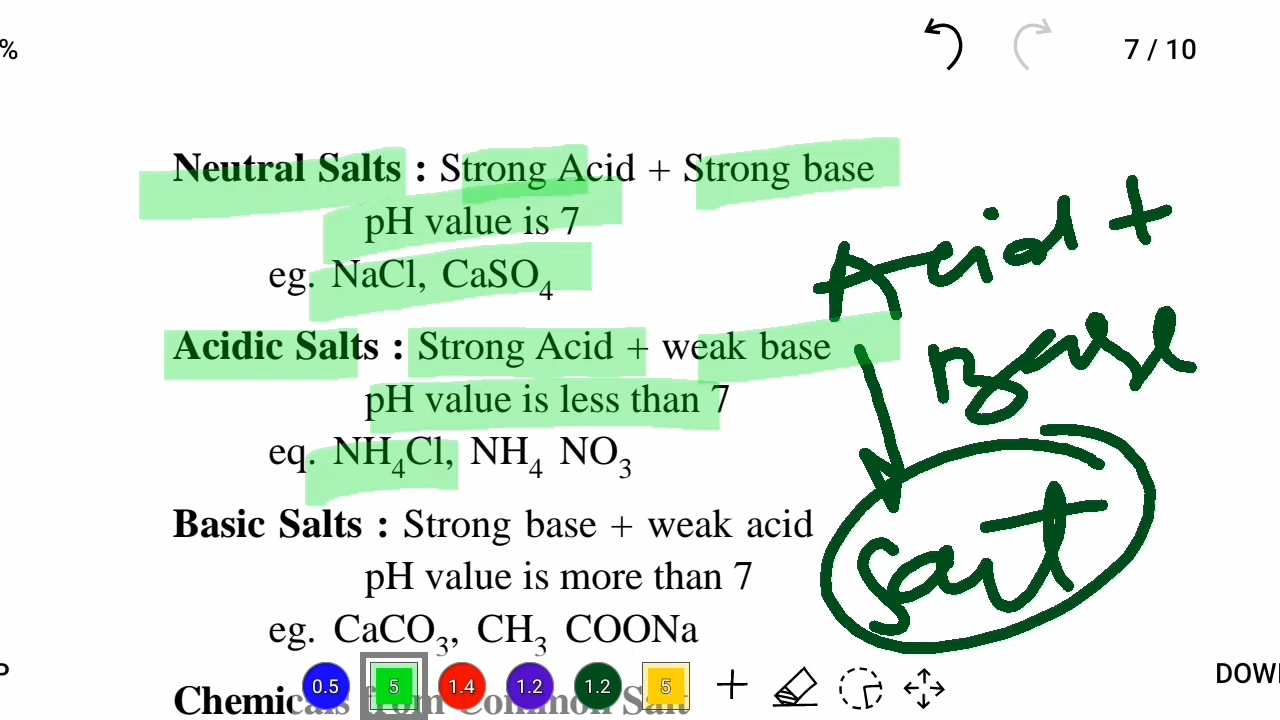 %
7 / 10
Neutral Salts : Strong Acid + Strong base
pH value is 7
eg. NaCl, CaSO4
Acidic Salts : Strong Acid + weak base
pH value is less than 7
eq. NH4Cl, NH4 NO3
Basic Salts : Strong base + weak acid
pH value is more than 7
eg. CaCO3, CH3 COONa
Chemicals from Common Salt
Acid +
Base
Salt
P
0.5 5 1.4 1.2 1.2 5
DOW